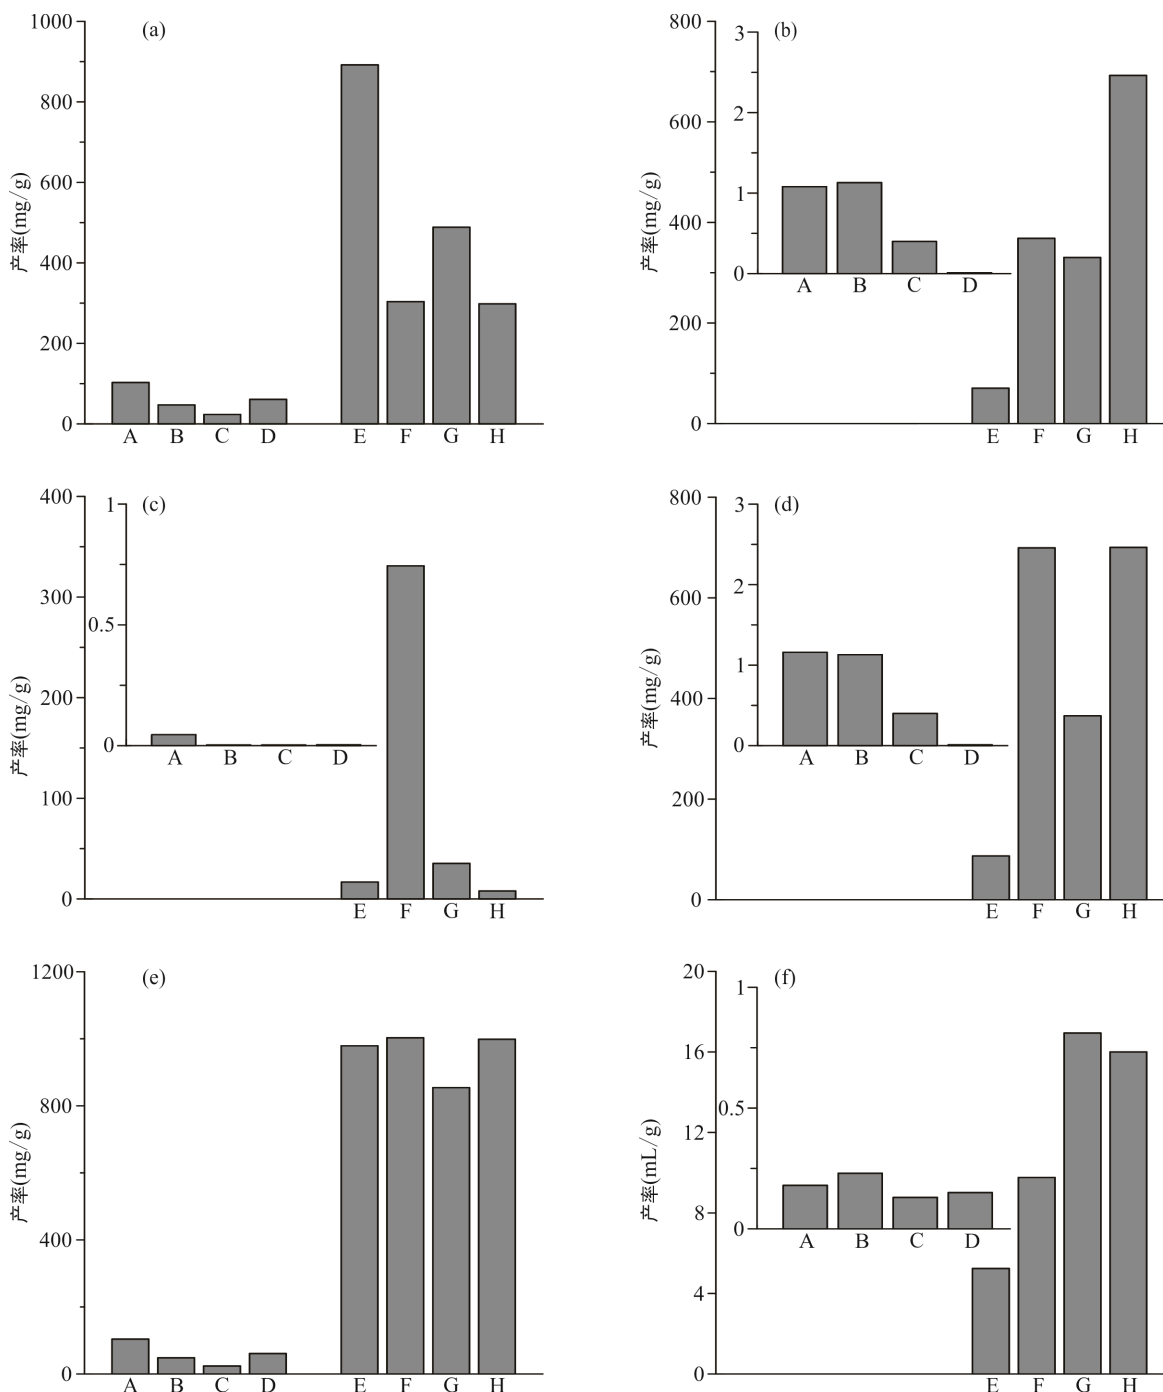 (a)
1000
800
600
400
200
0
产率(mg/g)
A B C D E F G H
(b)
800
600
400
200
0
产率(mg/g)
3
2
1
0
A B C D
E F G H
(c)
400
300
200
100
0
产率(mg/g)
1
0.5
0
A B C D
E F G H
(d)
800
600
400
200
0
产率(mg/g)
3
2
1
0
A B C D
E F G H
(e)
1200
800
400
0
产率(mg/g)
A B C D E F G H
(f)
20
16
12
8
4
0
产率(mL/g)
1
0.5
0
A B C D
E F G H